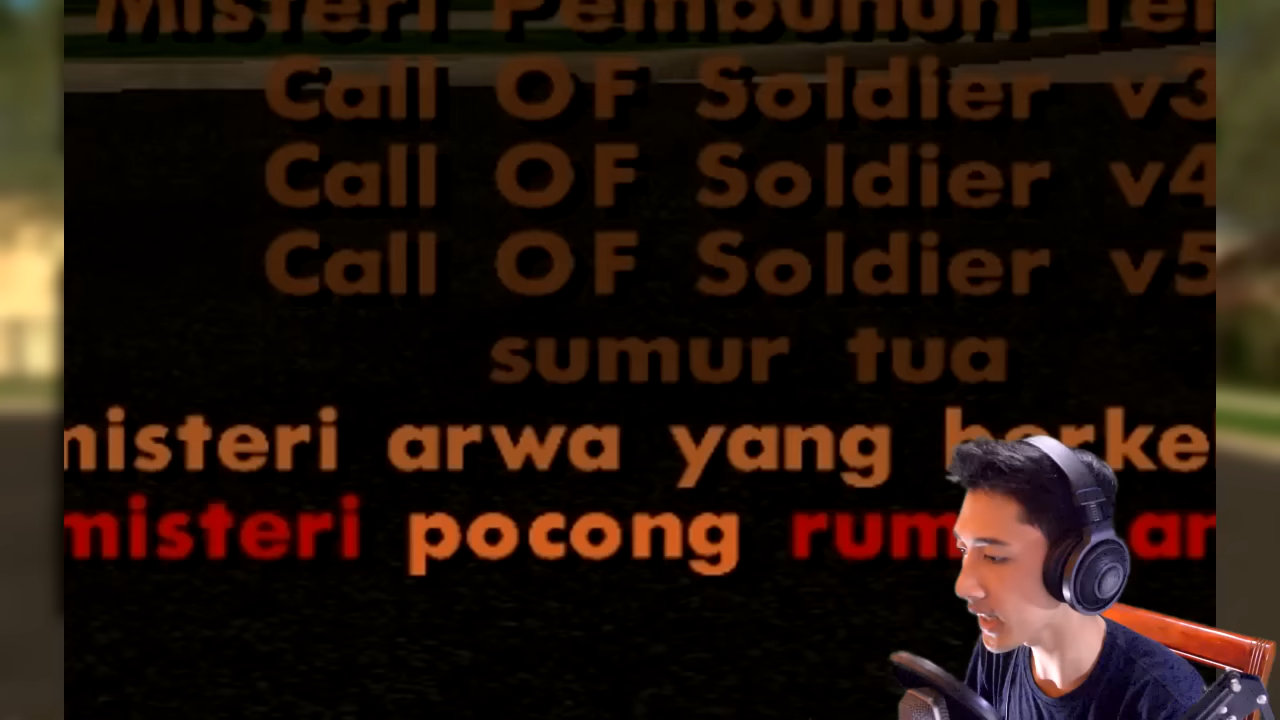 Misteri Pembunuh
Call OF Soldier v3
Call OF Soldier v4
Call OF Soldier v5
sumur tua
misteri arwa yang
misteri pocong